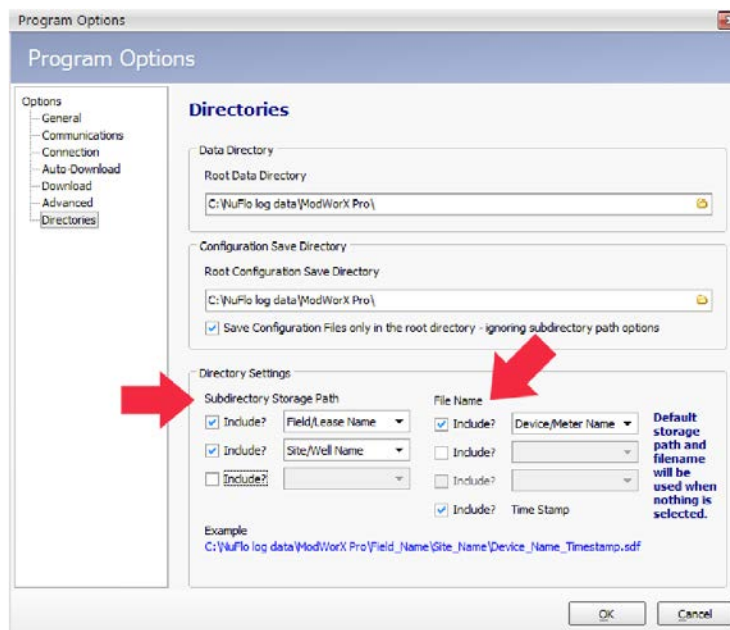 Program Options
Program Options
Options
General
Communications
Connection
Auto-Download
Download
Advanced
Directories
Directories
Data Directory
Root Data Directory
C:\NuFlo log data\ModWorX Pro\
Configuration Save Directory
Root Configuration Save Directory
C:\NuFlo log data\ModWorX Pro\
Save Configuration Files only in the root directory - ignoring subdirectory path options
Directory Settings
Subdirectory Storage Path
Include? Field/Lease Name
Include? Site/Well Name
Include?
File Name
Include? Device/Meter Name
Include?
Include?
Include? Time Stamp
Default
storage
path and
filename
will be
used when
nothing is
selected.
Example
C:\NuFlo log data\ModWorX Pro\Field_Name\Site_Name\Device_Name_Timestamp.sdf
OK Cancel